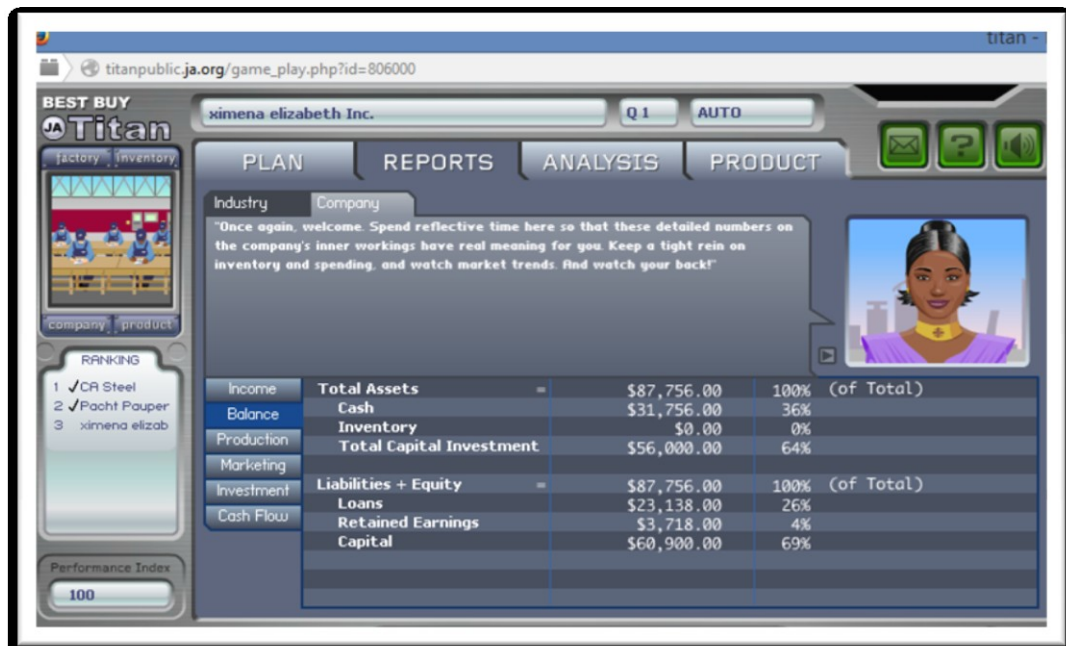 titan -
titanpublic.ja.org/game_play.php?id=806000
BEST BUY
JA Titan
ximena elizabeth Inc.
Q 1
AUTO
factory
inventory
company
product
PLAN
REPORTS
ANALYSIS
PRODUCT
?
Industry
Company
"Once again, welcome. Spend reflective time here so that these detailed numbers on
the company's inner workings have real meaning for you. Keep a tight rein on
inventory and spending, and watch market trends. And watch your back!"
RANKING
1 ✓CA Steel
2 ✓Pacht Pauper
3 ximena elizab
Performance Index
100
Income
Balance
Production
Marketing
Investment
Cash Flow
Total Assets = $87,756.00 100% (of Total)
Cash $31,756.00 36%
Inventory $0.00 0%
Total Capital Investment $56,000.00 64%
Liabilities + Equity = $87,756.00 100% (of Total)
Loans $23,138.00 26%
Retained Earnings $3,718.00 4%
Capital $60,900.00 69%